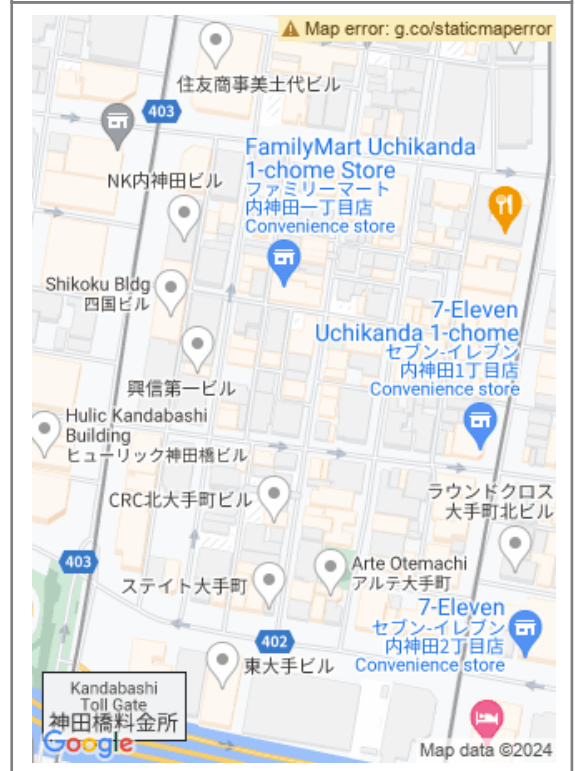 Map error: g.co/staticmaperror
住友商事美土代ビル
403
FamilyMart Uchikanda
1-chome Store
ファミリーマート
内神田一丁目店
Convenience store
NK内神田ビル
Shikoku Bldg
四国ビル
7-Eleven
Uchikanda 1-chome
セブン-イレブン
内神田1丁目店
Convenience store
興信第一ビル
Hulic Kandabashi
Building
ヒューリック神田橋ビル
CRC北大手町ビル
ラウンドクロス
大手町北ビル
403
Arte Otemachi
アルテ大手町
ステイト大手町
7-Eleven
セブン-イレブン
内神田2丁目店
Convenience store
402
東大手ビル
Kandabashi
Toll Gate
神田橋料金所
Google
Map data ©2024